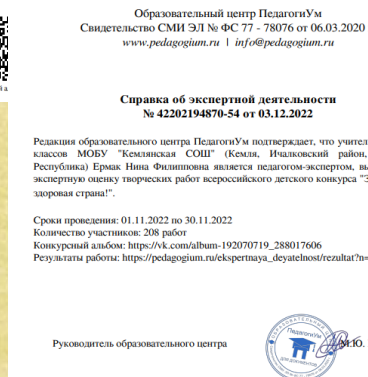 Образовательный центр ПедагогиУм
Свидетельство СМИ ЭЛ № ФС 77 - 78076 от 06.03.2020
www.pedagogium.ru | info@pedagogium.ru
Справка об экспертной деятельности
№ 42202194870-54 от 03.12.2022
Редакция образовательного центра ПедагогиУм подтверждает, что учител
классов МОБУ "Кемлянская СОШ" (Кемля, Ичалковский район,
Республика) Ермак Нина Филипповна является педагогом-экспертом, вы
экспертную оценку творческих работ всероссийского детского конкурса "З
здоровая страна!".
Сроки проведения: 01.11.2022 по 30.11.2022
Количество участников: 208 работ
Конкурсный альбом: https://vk.com/album-192070719_288017606
Результаты работы: https://pedagogium.ru/ekspertnaya_deyatelnost/rezultat?n=
Руководитель образовательного центра
ПедагогиУм
М.Ю.